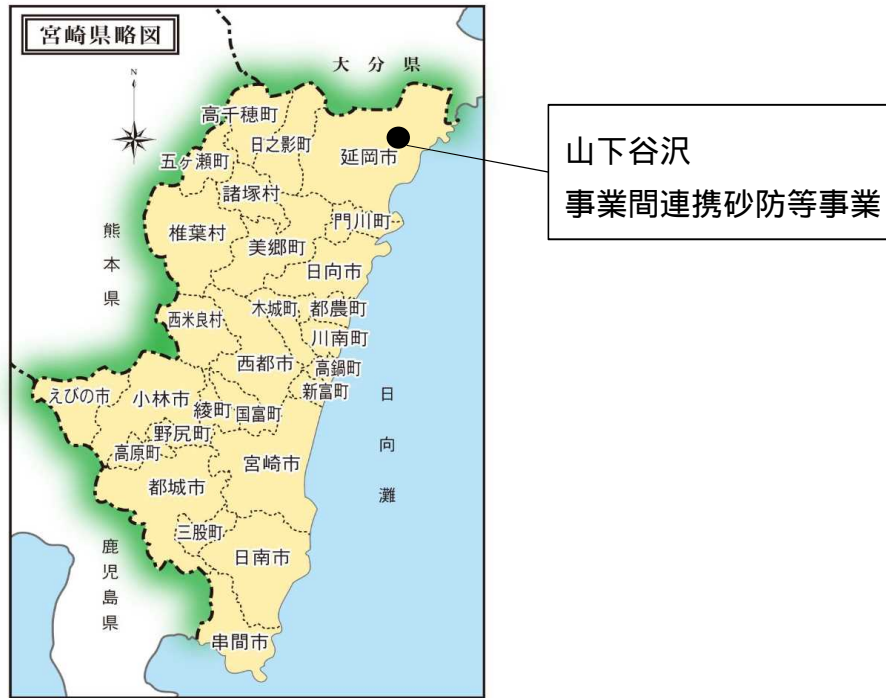 宮崎県略図
大分県
N
高千穂町
日之影町
延岡市
五ヶ瀬町
諸塚村
門川町
椎葉村
美郷町
日向市
熊本県
西米良村
木城町
都農町
川南町
西都市
高鍋町
新富町
えびの市
小林市
綾町
国富町
野尻町
高原町
宮崎市
日向灘
都城市
三股町
日南市
鹿児島県
串間市
山下谷沢
事業間連携砂防等事業